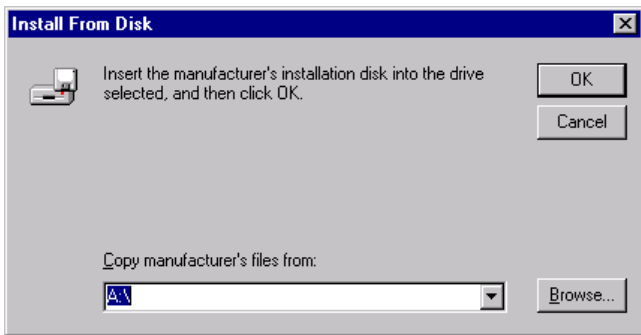 Install From Disk
Insert the manufacturer's installation disk into the drive
selected, and then click OK.
OK
Cancel
Copy manufacturer's files from:
A:\
Browse...